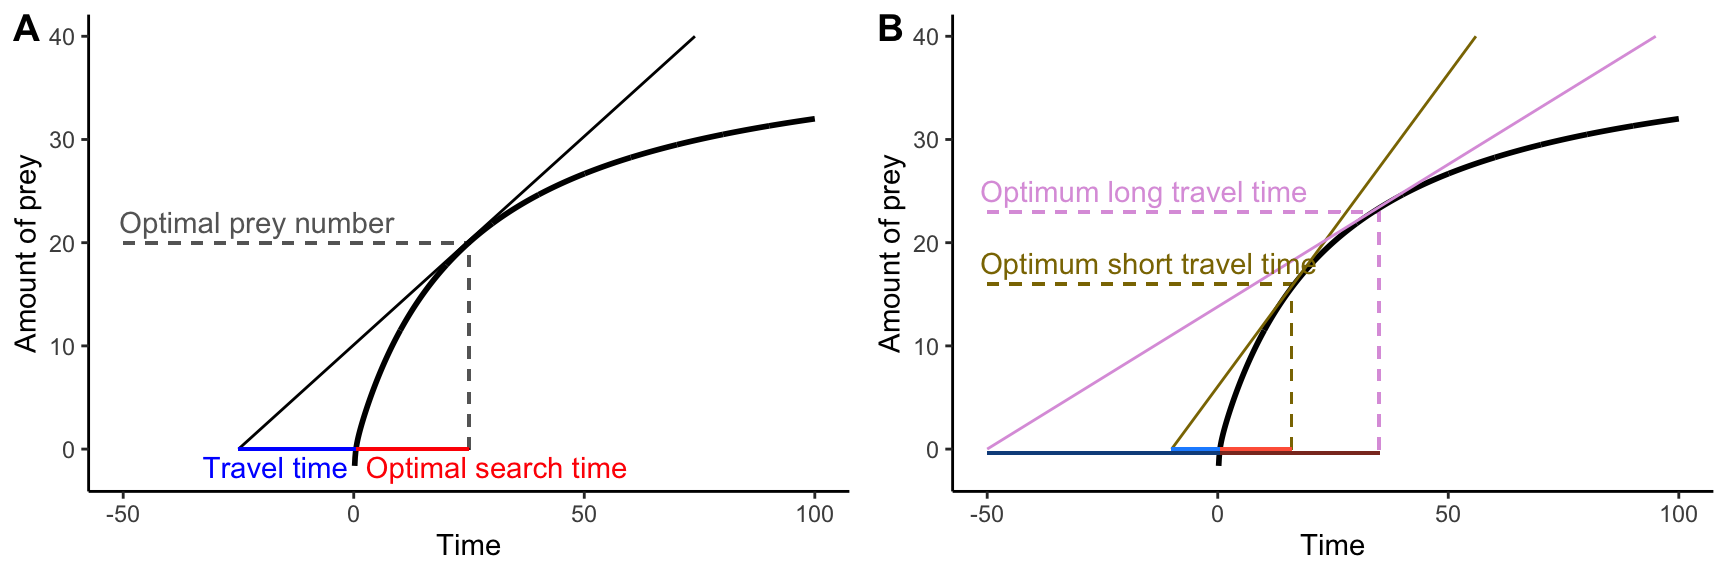 A
40
30
20
10
0
Amount of prey
Optimal prey number
Travel time
Optimal search time
-50
0
50
100
Time
B
40
30
20
10
0
Amount of prey
Optimum long travel time
Optimum short travel time
-50
0
50
100
Time